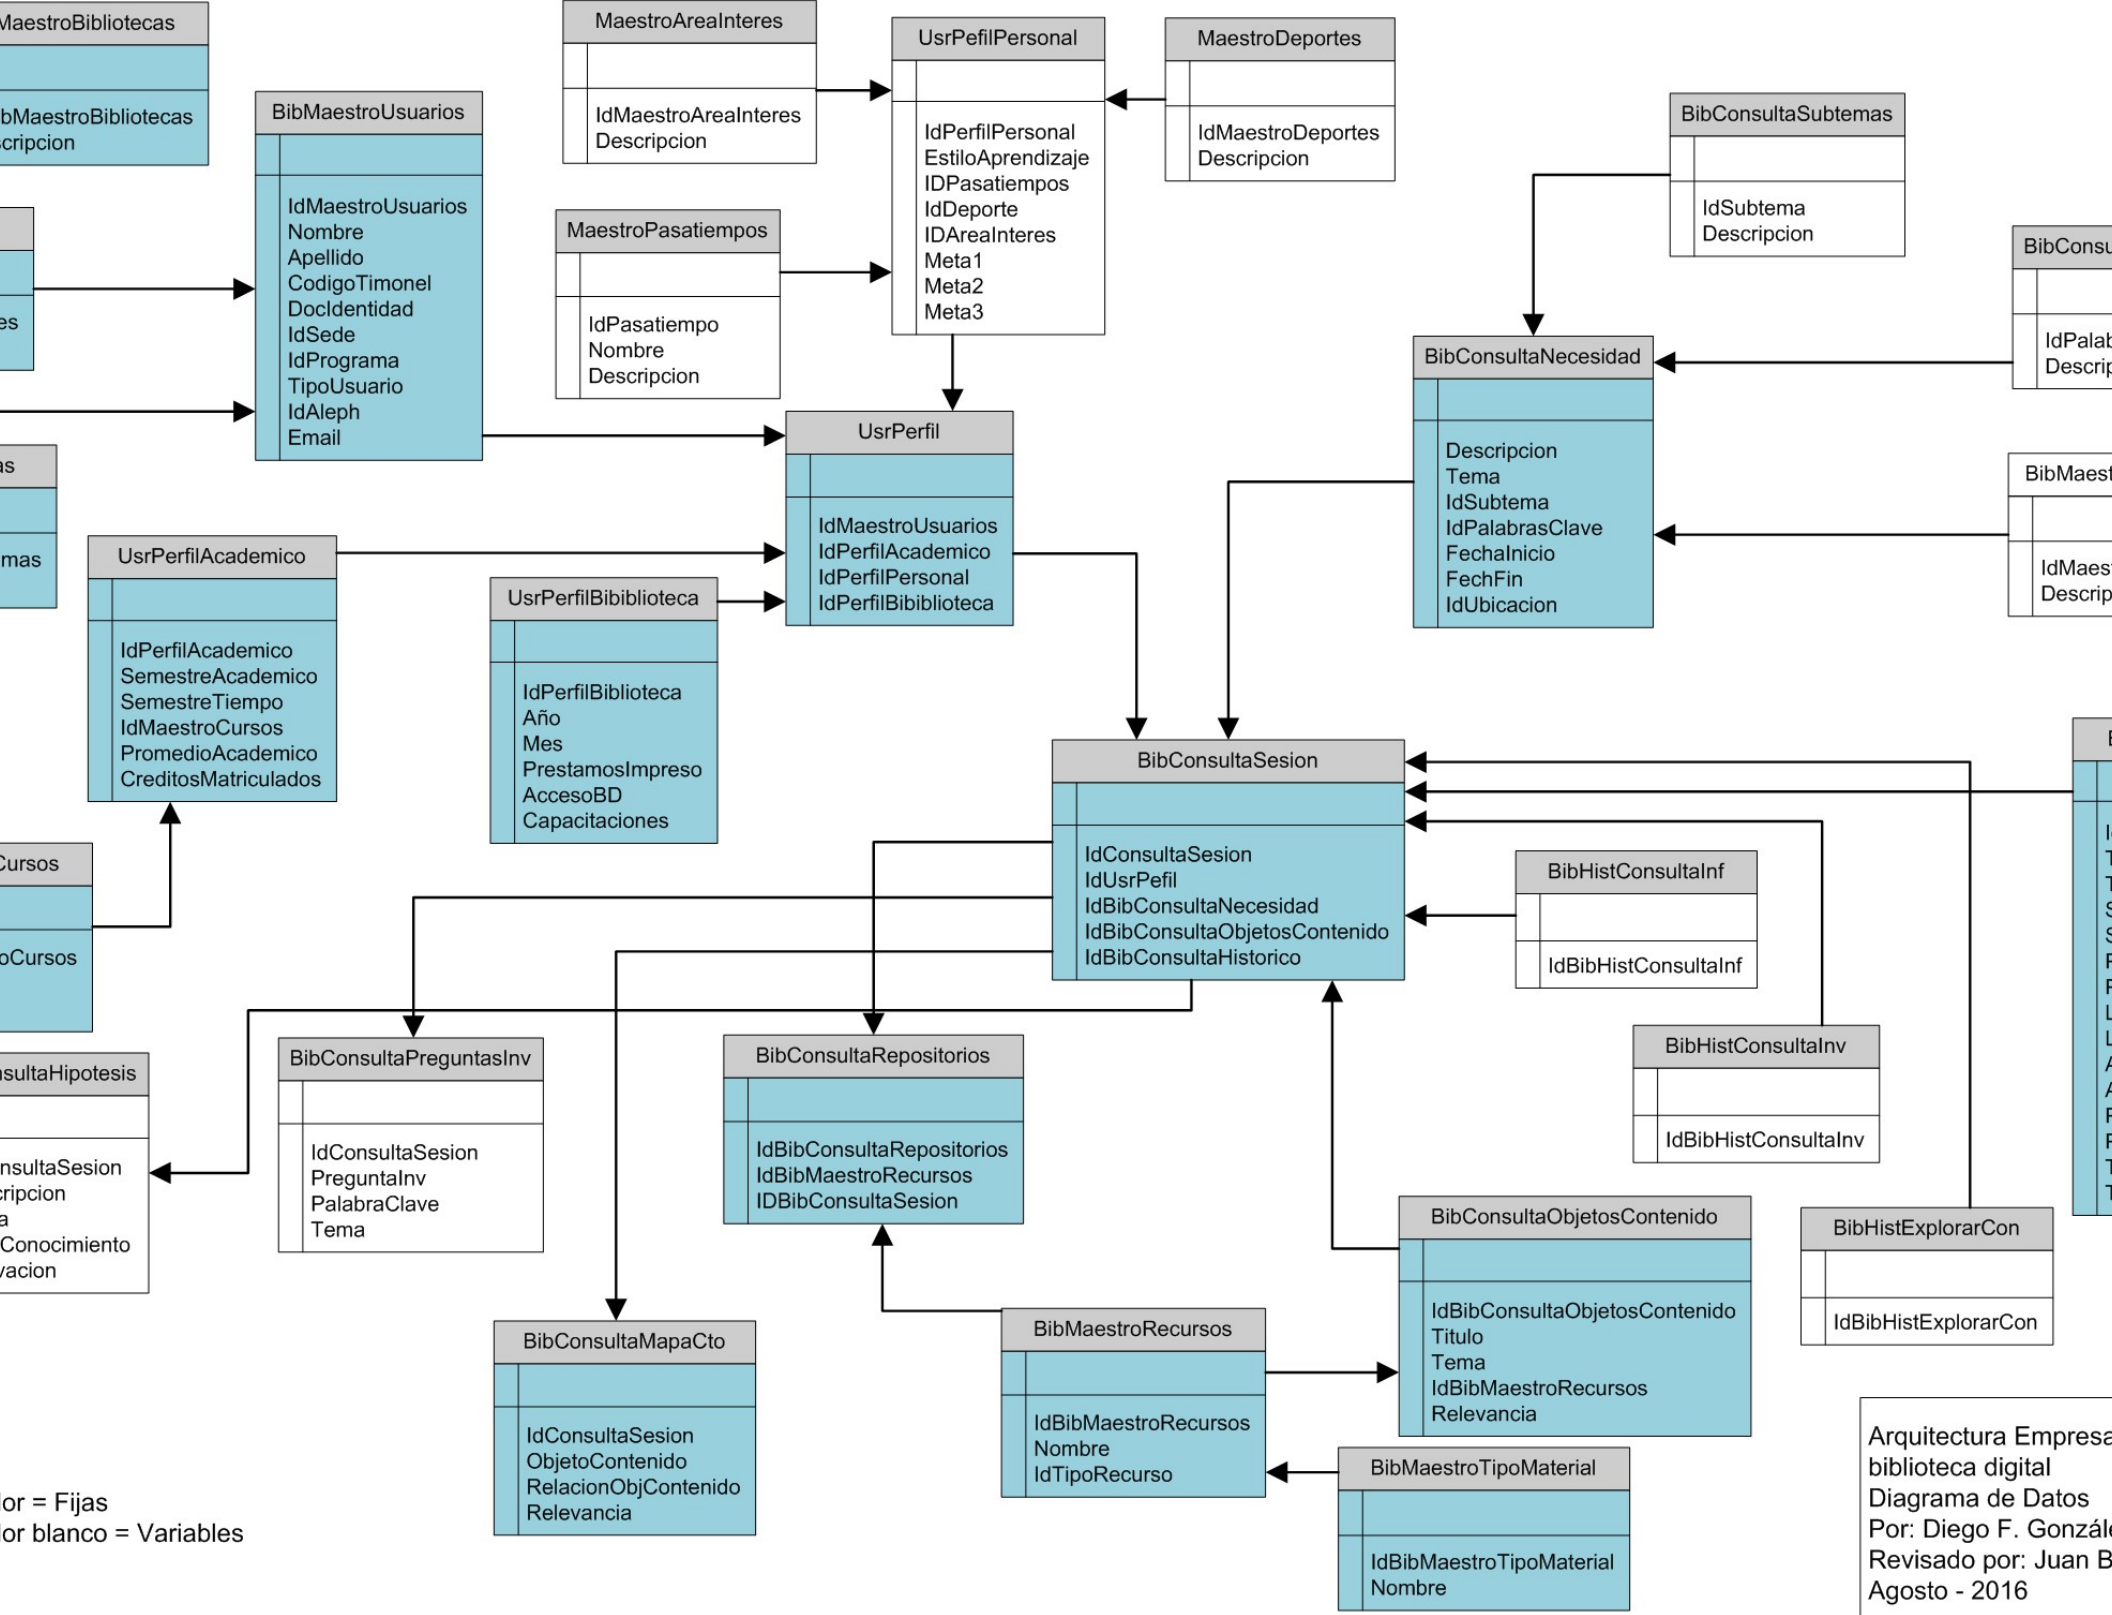 MaestroBibliotecas
bMaestroBibliotecas
cripcion
es
as
mas
BibMaestroUsuarios
IdMaestroUsuarios
Nombre
Apellido
CodigoTimonel
DocIdentidad
IdSede
IdPrograma
TipoUsuario
IdAleph
Email
MaestroAreaInteres
IdMaestroAreaInteres
Descripcion
UsrPefilPersonal
IdPerfilPersonal
EstiloAprendizaje
IDPasatiempos
IdDeporte
IDAreaInteres
Meta1
Meta2
Meta3
MaestroDeportes
IdMaestroDeportes
Descripcion
MaestroPasatiempos
IdPasatiempo
Nombre
Descripcion
BibConsultaSubtemas
IdSubtema
Descripcion
BibConsu
IdPalab
Descrip
BibConsultaNecesidad
Descripcion
Tema
IdSubtema
IdPalabrasClave
FechaInicio
FechFin
IdUbicacion
BibMaest
IdMaes
Descrip
UsrPerfil
IdMaestroUsuarios
IdPerfilAcademico
IdPerfilPersonal
IdPerfilBibiblioteca
UsrPerfilAcademico
IdPerfilAcademico
SemestreAcademico
SemestreTiempo
IdMaestroCursos
PromedioAcademico
CreditosMatriculados
UsrPerfilBibiblioteca
IdPerfilBiblioteca
Año
Mes
PrestamosImpreso
AccesoBD
Capacitaciones
Cursos
oCursos
BibConsultaSesion
IdConsultaSesion
IdUsrPefil
IdBibConsultaNecesidad
IdBibConsultaObjetosContenido
IdBibConsultaHistorico
BibHistConsultaInf
IdBibHistConsultaInf
BibHistConsultaInv
IdBibHistConsultaInv
BibHistExplorarCon
IdBibHistExplorarCon
sultaHipotesis
nsultaSesion
ripcion
a
Conocimiento
vacion
BibConsultaPreguntasInv
IdConsultaSesion
PreguntaInv
PalabraClave
Tema
BibConsultaRepositorios
IdBibConsultaRepositorios
IdBibMaestroRecursos
IDBibConsultaSesion
BibConsultaObjetosContenido
IdBibConsultaObjetosContenido
Titulo
Tema
IdBibMaestroRecursos
Relevancia
BibConsultaMapaCto
IdConsultaSesion
ObjetoContenido
RelacionObjContenido
Relevancia
BibMaestroRecursos
IdBibMaestroRecursos
Nombre
IdTipoRecurso
BibMaestroTipoMaterial
IdBibMaestroTipoMaterial
Nombre
lor = Fijas
lor blanco = Variables
Arquitectura Empresa
biblioteca digital
Diagrama de Datos
Por: Diego F. Gonzále
Revisado por: Juan B
Agosto - 2016